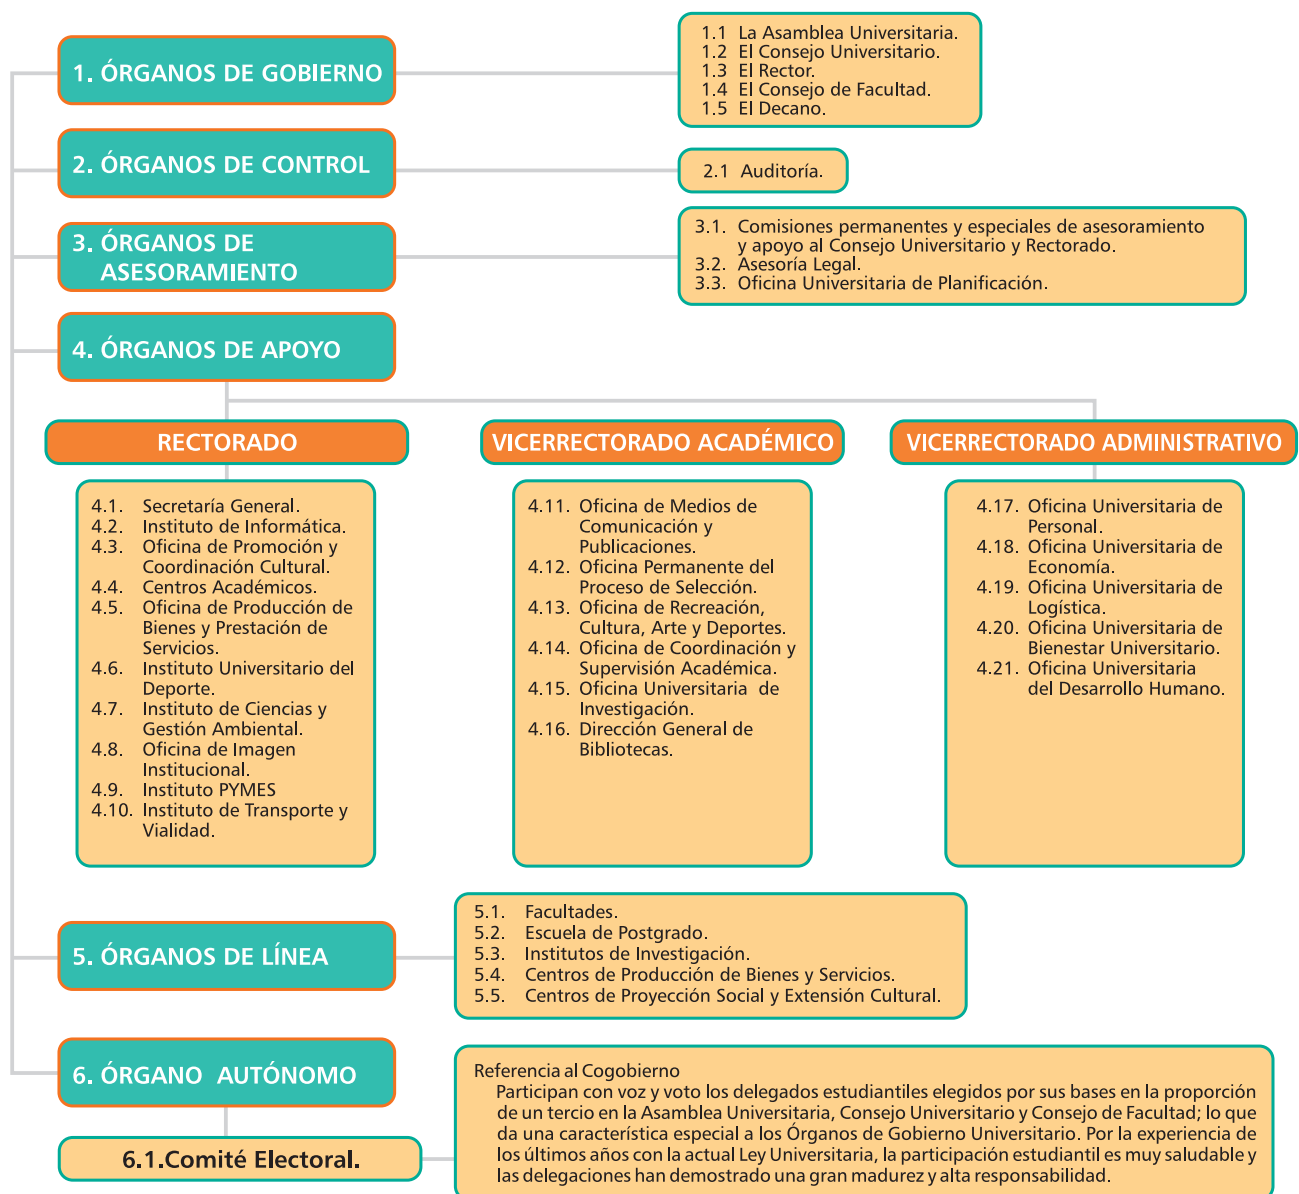 1. ÓRGANOS DE GOBIERNO
1.1 La Asamblea Universitaria.
1.2 El Consejo Universitario.
1.3 El Rector.
1.4 El Consejo de Facultad.
1.5 El Decano.
2. ÓRGANOS DE CONTROL
2.1 Auditoría.
3. ÓRGANOS DE
ASESORAMIENTO
3.1. Comisiones permanentes y especiales de asesoramiento
y apoyo al Consejo Universitario y Rectorado.
3.2. Asesoría Legal.
3.3. Oficina Universitaria de Planificación.
4. ÓRGANOS DE APOYO
RECTORADO
4.1. Secretaría General.
4.2. Instituto de Informática.
4.3. Oficina de Promoción y
Coordinación Cultural.
4.4. Centros Académicos.
4.5. Oficina de Producción de
Bienes y Prestación de
Servicios.
4.6. Instituto Universitario del
Deporte.
4.7. Instituto de Ciencias y
Gestión Ambiental.
4.8. Oficina de Imagen
Institucional.
4.9. Instituto PYMES
4.10. Instituto de Transporte y
Vialidad.
VICERRECTORADO ACADÉMICO
4.11. Oficina de Medios de
Comunicación y
Publicaciones.
4.12. Oficina Permanente del
Proceso de Selección.
4.13. Oficina de Recreación,
Cultura, Arte y Deportes.
4.14. Oficina de Coordinación y
Supervisión Académica.
4.15. Oficina Universitaria de
Investigación.
4.16. Dirección General de
Bibliotecas.
VICERRECTORADO ADMINISTRATIVO
4.17. Oficina Universitaria de
Personal.
4.18. Oficina Universitaria de
Economía.
4.19. Oficina Universitaria de
Logística.
4.20. Oficina Universitaria de
Bienestar Universitario.
4.21. Oficina Universitaria
del Desarrollo Humano.
5. ÓRGANOS DE LÍNEA
5.1. Facultades.
5.2. Escuela de Postgrado.
5.3. Institutos de Investigación.
5.4. Centros de Producción de Bienes y Servicios.
5.5. Centros de Proyección Social y Extensión Cultural.
6. ÓRGANO AUTÓNOMO
6.1.Comité Electoral.
Referencia al Cogobierno
Participan con voz y voto los delegados estudiantiles elegidos por sus bases en la proporción
de un tercio en la Asamblea Universitaria, Consejo Universitario y Consejo de Facultad; lo que
da una característica especial a los Órganos de Gobierno Universitario. Por la experiencia de
los últimos años con la actual Ley Universitaria, la participación estudiantil es muy saludable y
las delegaciones han demostrado una gran madurez y alta responsabilidad.